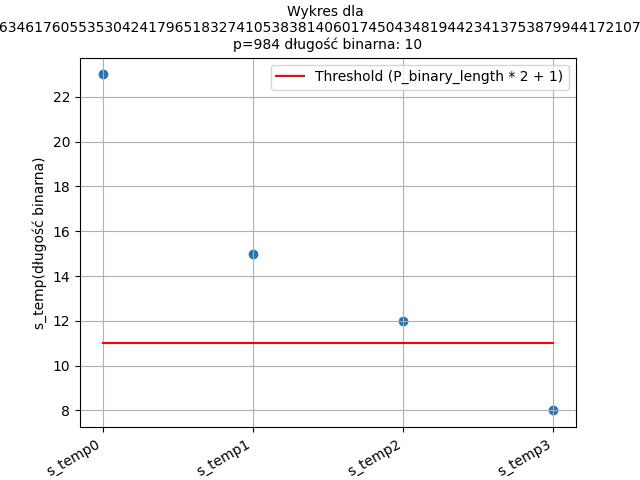 Wykres dla
6346176055353042417965183274105383814060174504348194423413753879944172107
p=984 długość binarna: 10
Threshold (P_binary_length * 2 + 1)
s_temp(długość binarna)
22
20
18
16
14
12
10
8
s_temp0
s_temp1
s_temp2
s_temp3